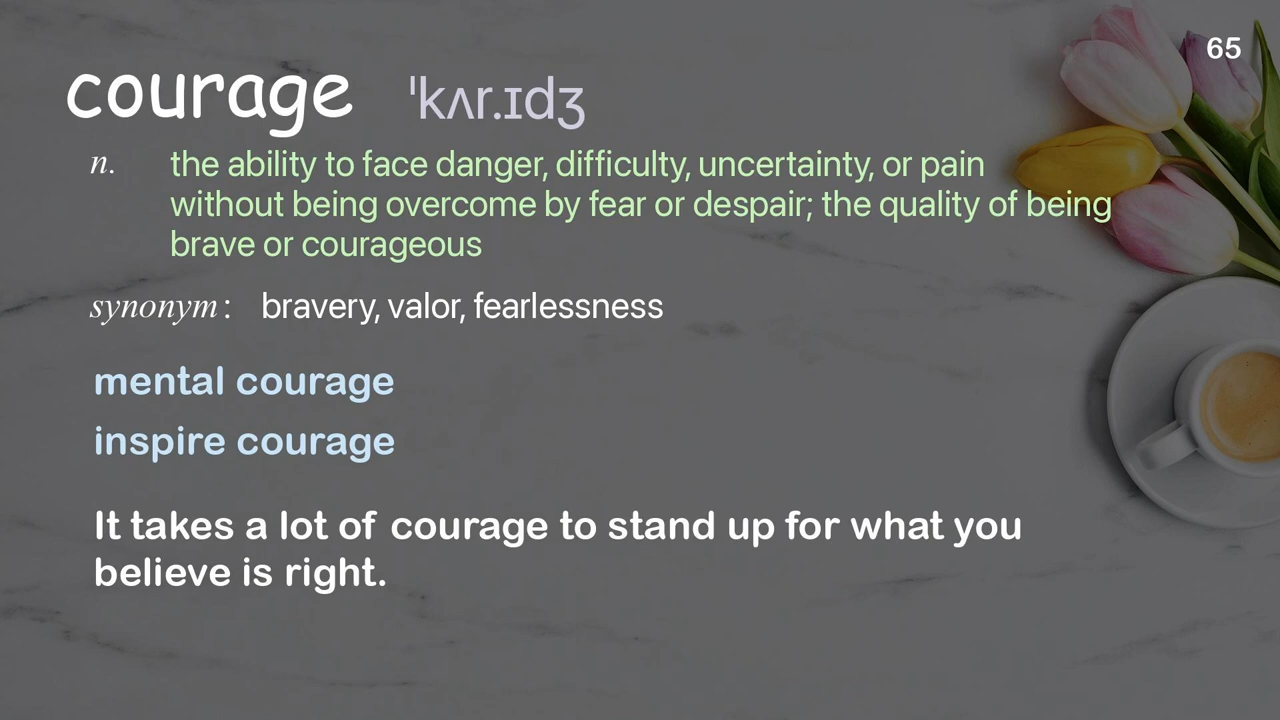 65
courage ˈkʌr.ɪdʒ
n. the ability to face danger, difficulty, uncertainty, or pain
without being overcome by fear or despair; the quality of being
brave or courageous
synonym: bravery, valor, fearlessness
mental courage
inspire courage
It takes a lot of courage to stand up for what you
believe is right.